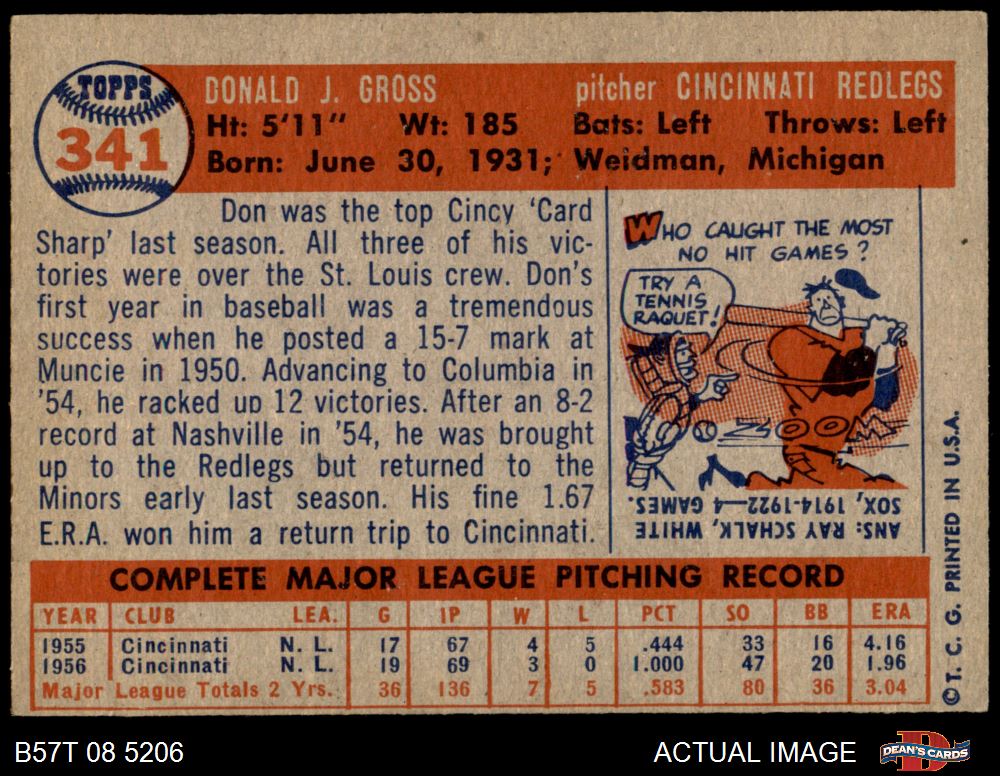 TOPPS
341
DONALD J. GROSS pitcher CINCINNATI REDLEGS
Ht: 5'11" Wt: 185 Bats: Left Throws: Left
Born: June 30, 1931; Weidman, Michigan
Don was the top Cincy 'Card
Sharp' last season. All three of his vic-
tories were over the St. Louis crew. Don's
first year in baseball was a tremendous
success when he posted a 15-7 mark at
Muncie in 1950. Advancing to Columbia in
'54, he racked up 12 victories. After an 8-2
record at Nashville in '54, he was brought
up to the Redlegs but returned to the
Minors early last season. His fine 1.67
E.R.A. won him a return trip to Cincinnati.
WHO CAUGHT THE MOST
NO HIT GAMES?
TRY A
TENNIS
RAQUET!
ANS: RAY SCHALK, WHITE
SOX, 1914-1922—4 GAMES.
COMPLETE MAJOR LEAGUE PITCHING RECORD
YEAR CLUB LEA. G IP W L PCT SO BB ERA
1955 Cincinnati N. L. 17 67 4 5 .444 33 16 4.16
1956 Cincinnati N. L. 19 69 3 0 1.000 47 20 1.96
Major League Totals 2 Yrs. 36 136 7 5 .583 80 36 3.04
© T. C. G. PRINTED IN U.S.A.
B57T 08 5206 ACTUAL IMAGE DEAN'S CARDS